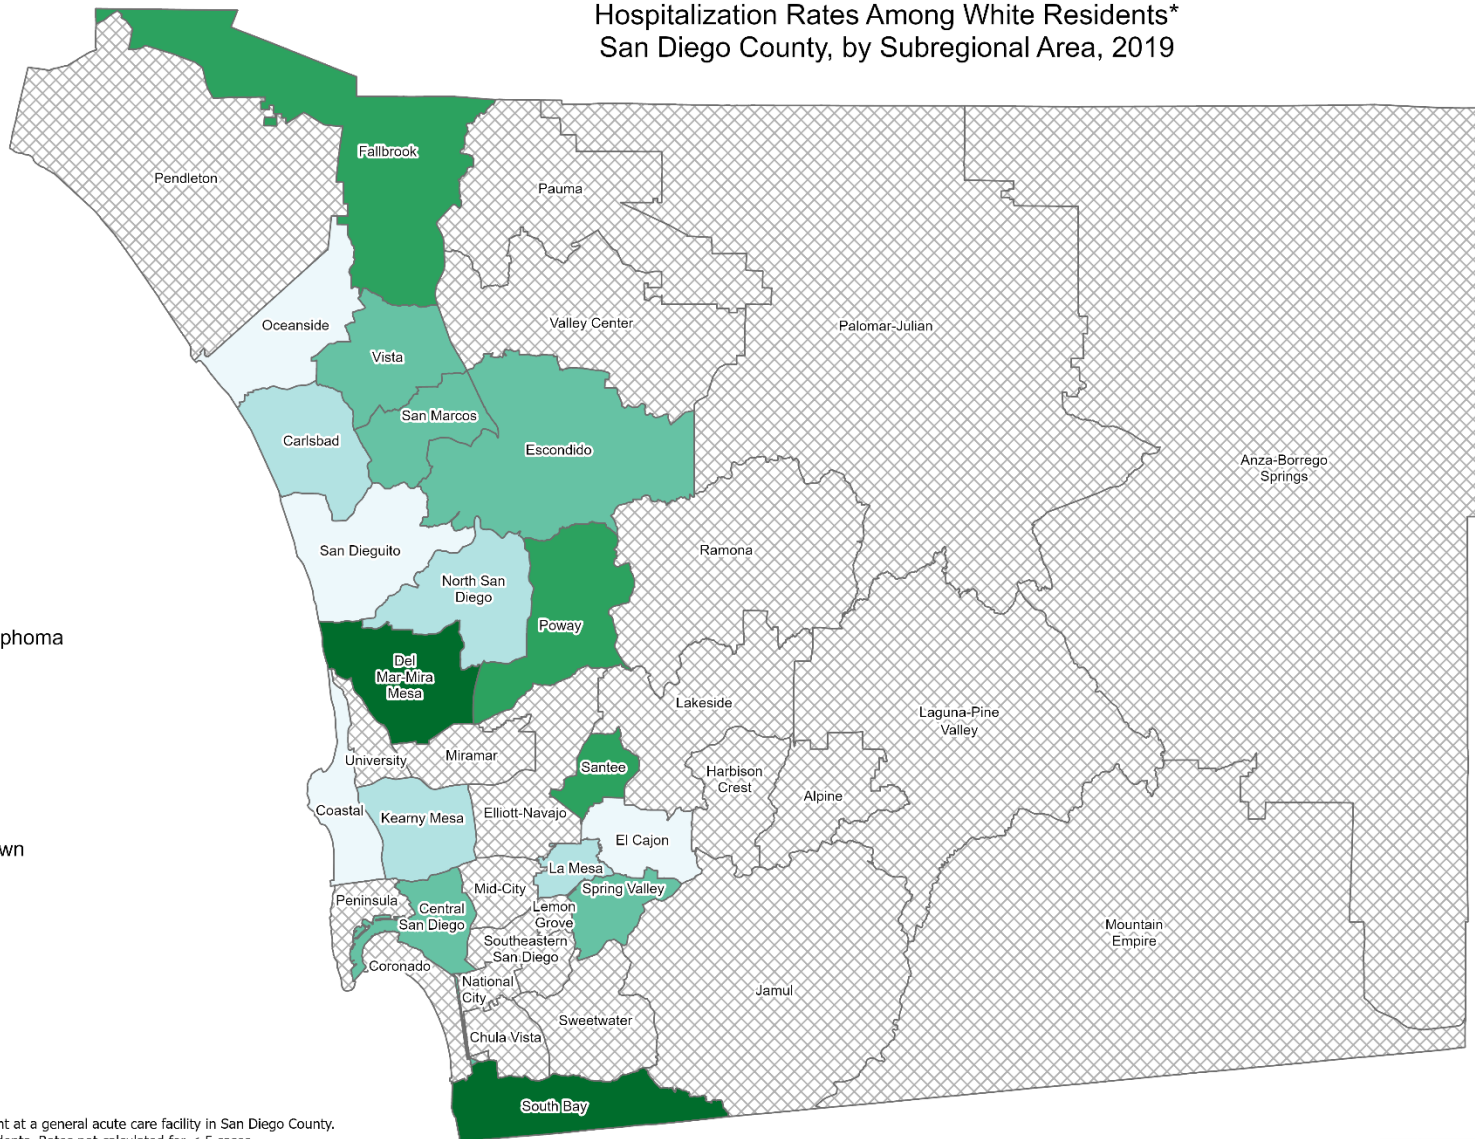 Hospitalization Rates Among White Residents*
San Diego County, by Subregional Area, 2019
Fallbrook
Pendleton
Pauma
Oceanside
Valley Center
Palomar-Julian
Vista
San Marcos
Carlsbad
Escondido
Anza-Borrego
Springs
San Dieguito
Ramona
North San
Diego
Poway
phoma
Del
Mar-Mira
Mesa
Lakeside
Laguna-Pine
Valley
University
Miramar
Santee
Harbison
Crest
Alpine
Coastal
Kearny Mesa
Elliott-Navajo
El Cajon
wn
La Mesa
Mid-City
Spring Valley
Peninsula
Central
San Diego
Lemon
Grove
Southeastern
San Diego
Mountain
Empire
Coronado
National
City
Jamul
Sweetwater
Chula Vista
South Bay
nt at a general acute care facility in San Diego County.